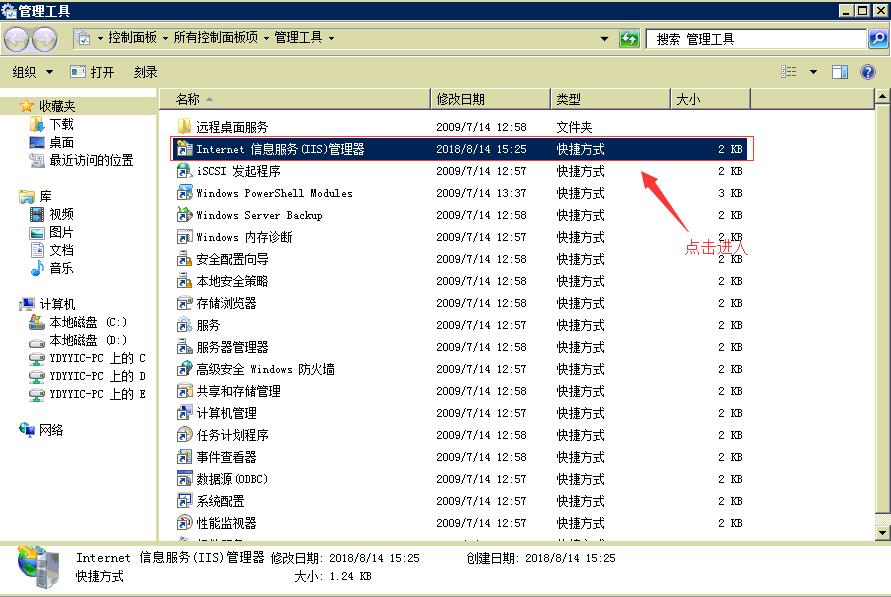 管理工具
控制面板 所有控制面板项 管理工具
搜索 管理工具
组织 打开 刻录
名称 修改日期 类型 大小
收藏夹
下载
桌面
最近访问的位置
库
视频
图片
文档
音乐
计算机
本地磁盘 (C:)
本地磁盘 (D:)
YDYYIC-PC 上的 C
YDYYIC-PC 上的 D
YDYYIC-PC 上的 E
网络
远程桌面服务 2009/7/14 12:58 文件夹
Internet 信息服务(IIS)管理器 2018/8/14 15:25 快捷方式 2 KB
iSCSI 发起程序 2009/7/14 12:57 快捷方式 2 KB
Windows PowerShell Modules 2009/7/14 13:37 快捷方式 3 KB
Windows Server Backup 2009/7/14 12:58 快捷方式 2 KB
Windows 内存诊断 2009/7/14 12:57 快捷方式 2 KB
点击进入
安全配置向导 2009/7/14 12:58 快捷方式 2 KB
本地安全策略 2009/7/14 12:58 快捷方式 2 KB
存储浏览器 2009/7/14 12:58 快捷方式 2 KB
服务 2009/7/14 12:57 快捷方式 2 KB
服务器管理器 2009/7/14 12:58 快捷方式 2 KB
高级安全 Windows 防火墙 2009/7/14 12:57 快捷方式 2 KB
共享和存储管理 2009/7/14 12:58 快捷方式 2 KB
计算机管理 2009/7/14 12:57 快捷方式 2 KB
任务计划程序 2009/7/14 12:58 快捷方式 2 KB
事件查看器 2009/7/14 12:58 快捷方式 2 KB
数据源(ODBC) 2009/7/14 12:57 快捷方式 2 KB
系统配置 2009/7/14 12:57 快捷方式 2 KB
性能监视器 2009/7/14 12:57 快捷方式 2 KB
Internet 信息服务(IIS)管理器 修改日期: 2018/8/14 15:25 创建日期: 2018/8/14 15:25
快捷方式 大小: 1.24 KB